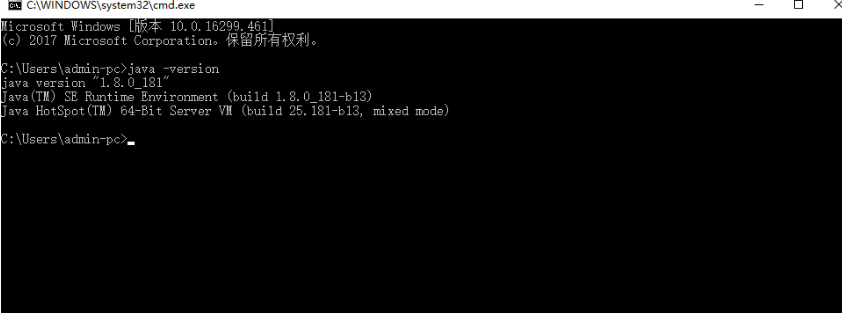 C:\WINDOWS\system32\cmd.exe
Microsoft Windows [版本 10.0.16299.461]
(c) 2017 Microsoft Corporation。保留所有权利。
C:\Users\admin-pc>java -version
java version "1.8.0_181"
Java(TM) SE Runtime Environment (build 1.8.0_181-b13)
Java HotSpot(TM) 64-Bit Server VM (build 25.181-b13, mixed mode)
C:\Users\admin-pc>